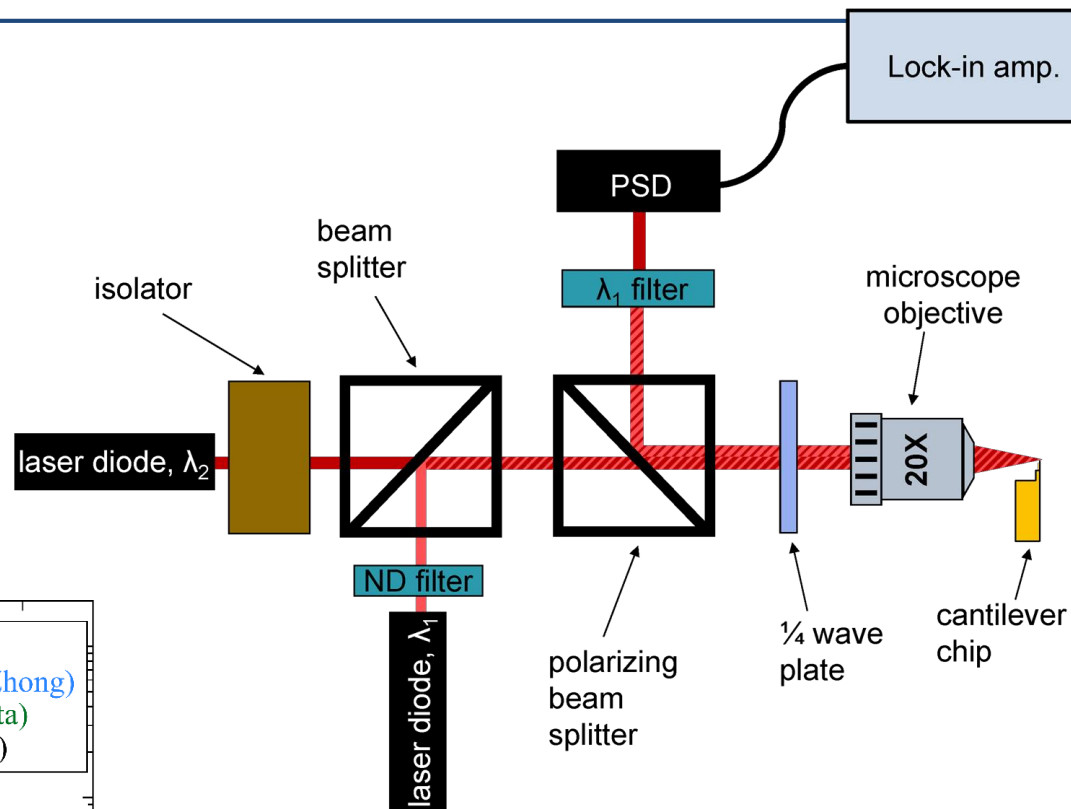 Lock-in amp.
PSD
beam
splitter
isolator
λ₁ filter
microscope
objective
laser diode, λ₂
20X
ND filter
laser diode, λ₁
polarizing
beam
splitter
¼ wave
plate
cantilever
chip
hong)
ta)
)